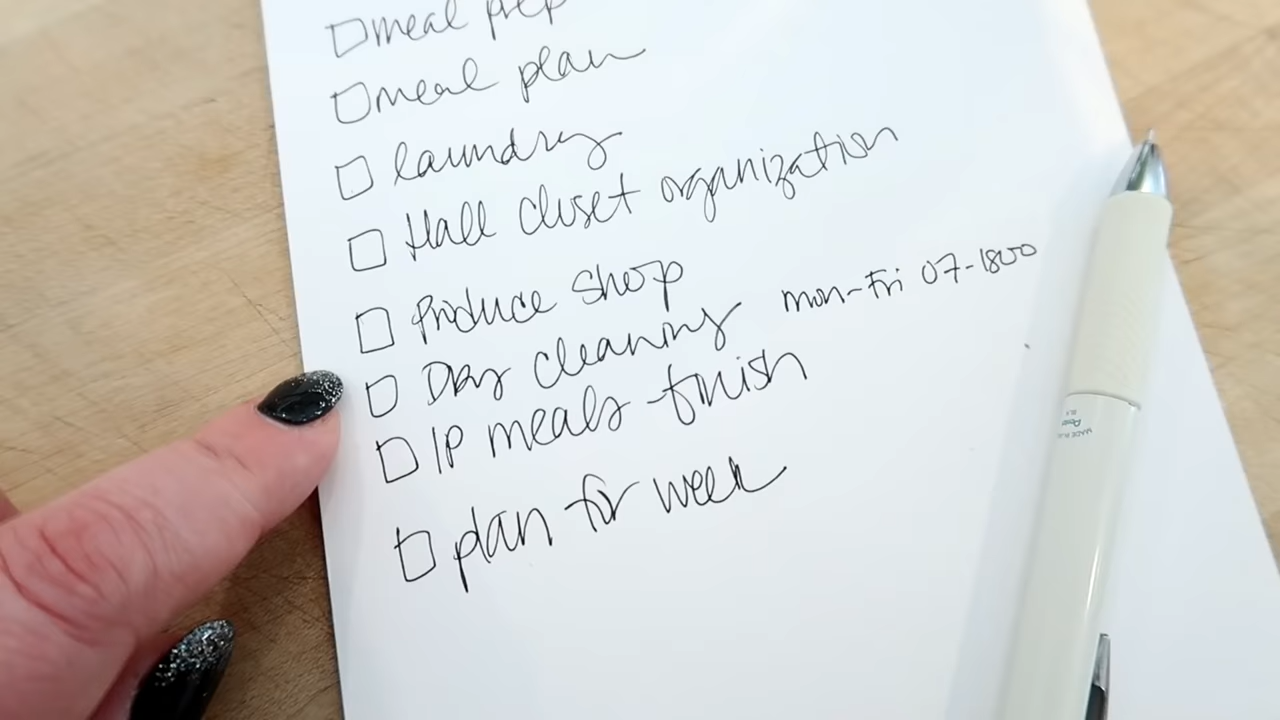 meal prep
meal plan
laundry
Hall closet organization
Produce shop
Dry cleaning mon-Fri 07-1800
IP meals finish
plan for week